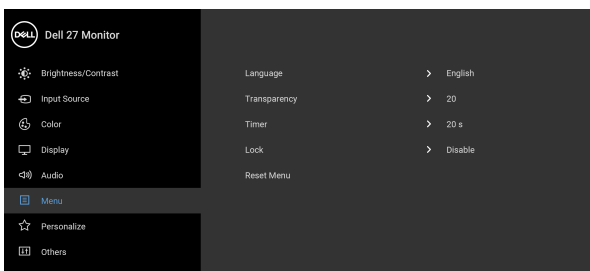 DELL Dell 27 Monitor
Brightness/Contrast
Input Source
Color
Display
Audio
Menu
Personalize
Others
Language English
Transparency 20
Timer 20 s
Lock Disable
Reset Menu